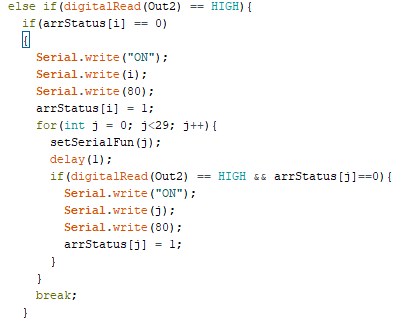 else if(digitalRead(Out2) == HIGH){
if(arrStatus[i] == 0)
{
Serial.write("ON");
Serial.write(i);
Serial.write(80);
arrStatus[i] = 1;
for(int j = 0; j<29; j++){
setSerialFun(j);
delay(1);
if(digitalRead(Out2) == HIGH && arrStatus[j]==0){
Serial.write("ON");
Serial.write(j);
Serial.write(80);
arrStatus[j] = 1;
}
}
break;
}